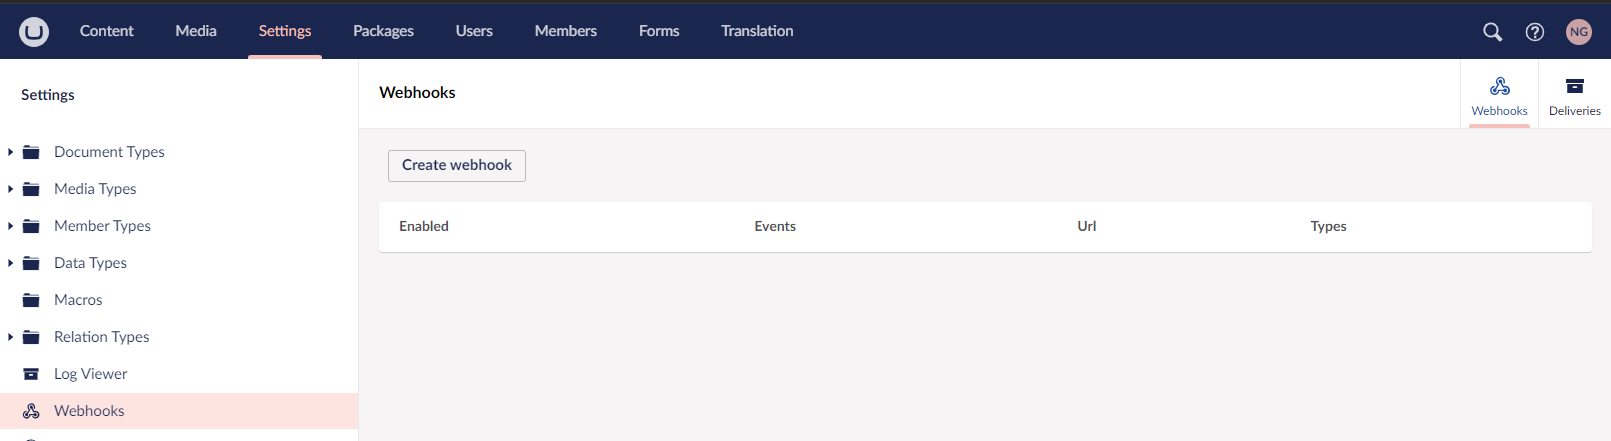 Content Media Settings Packages Users Members Forms Translation NG
Settings
Webhooks
Webhooks Deliveries
Document Types
Media Types
Member Types
Data Types
Macros
Relation Types
Log Viewer
Webhooks
Create webhook
Enabled Events Url Types